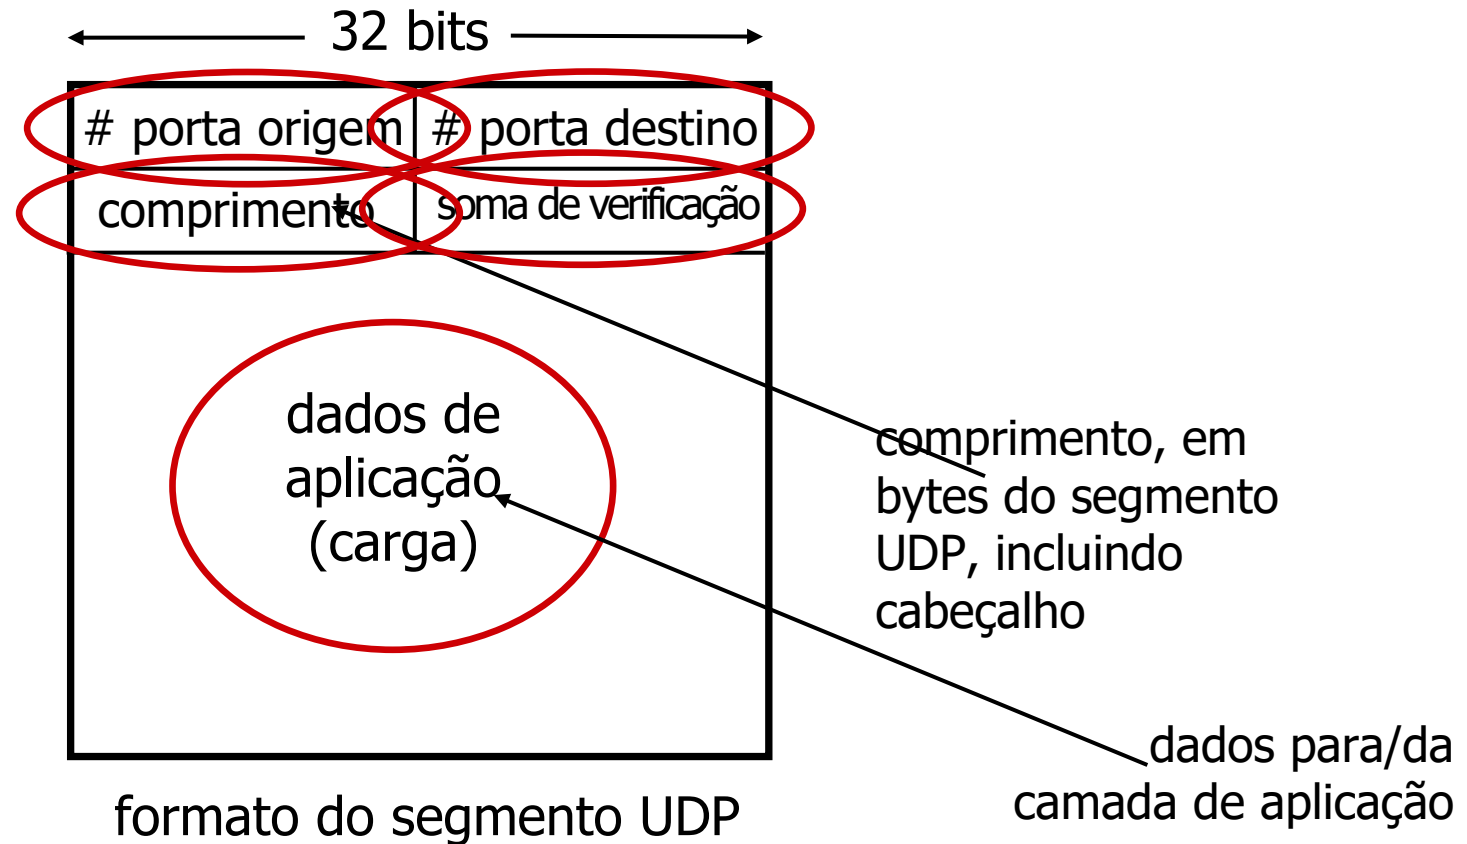 32 bits
# porta origem
# porta destino
comprimento
soma de verificação
dados de
aplicação
(carga)
comprimento, em
bytes do segmento
UDP, incluindo
cabeçalho
dados para/da
camada de aplicação
formato do segmento UDP